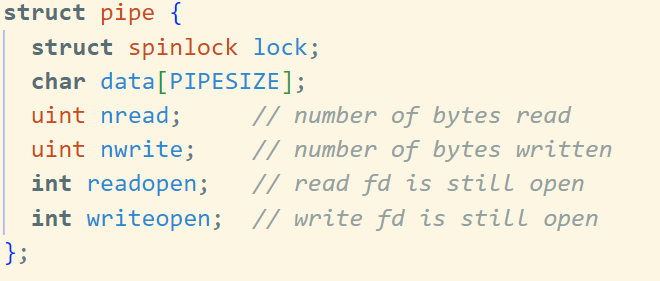 struct pipe {
  struct spinlock lock;
  char data[PIPESIZE];
  uint nread;     // number of bytes read
  uint nwrite;    // number of bytes written
  int readopen;   // read fd is still open
  int writeopen;  // write fd is still open
};